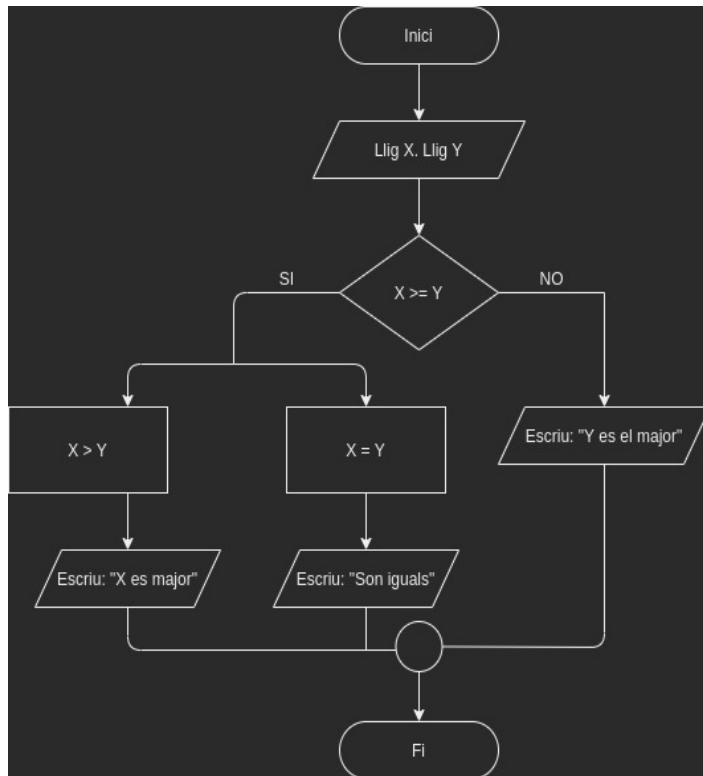 Inici
Llig X. Llig Y
SI
X >= Y
NO
X > Y
X = Y
Escriu: "Y es el major"
Escriu: "X es major"
Escriu: "Son iguals"
Fi